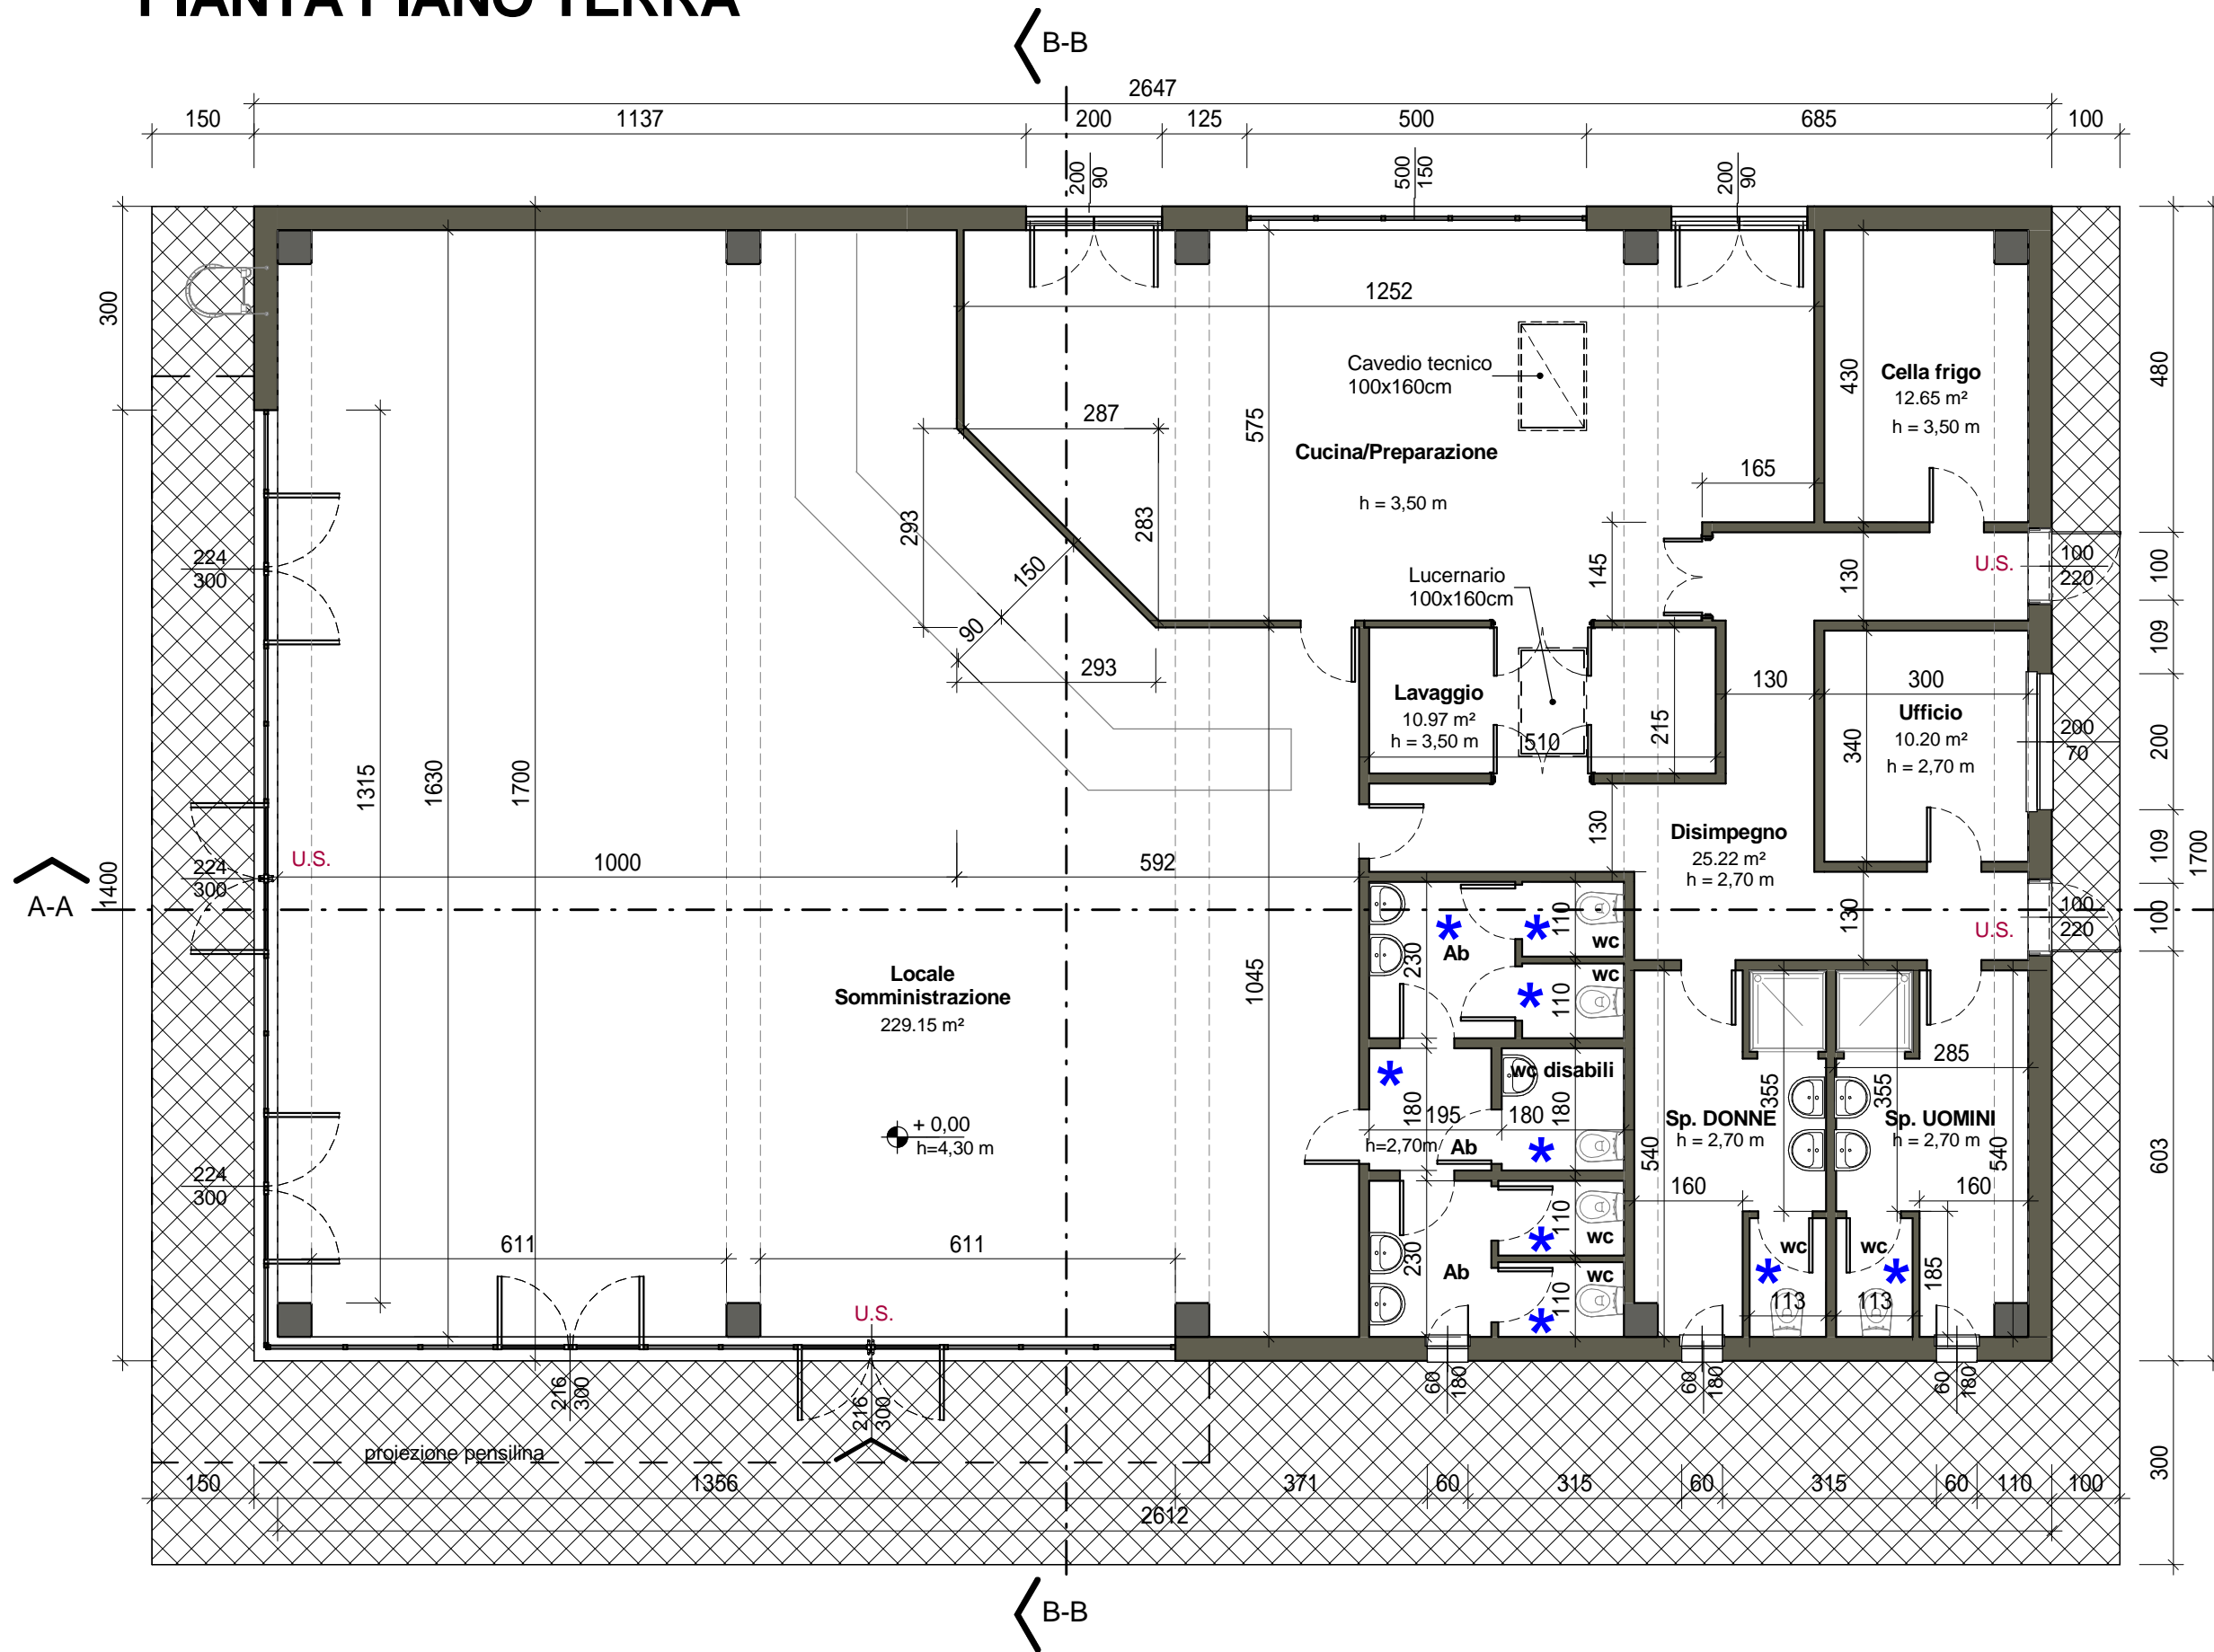 PIANTA PIANO TERRA
B-B
2647
150
1137
200
125
500
685
100
200
90
500
150
200
90
300
1252
Cavedio tecnico
100x160cm
430
Cella frigo
12.65 m²
h = 3,50 m
480
287
575
Cucina/Preparazione
h = 3,50 m
165
293
283
150
90
145
Lucernario
100x160cm
130
U.S.
100
220
100
224
300
293
109
Lavaggio
10.97 m²
h = 3,50 m
510
215
130
300
Ufficio
10.20 m²
h = 2,70 m
340
200
70
200
1315
1630
1700
130
Disimpegno
25.22 m²
h = 2,70 m
109
1700
U.S.
224
300
1000
592
1400
A-A
130
U.S.
100
220
100
Ab
230
110
wc
wc
110
Locale
Somministrazione
229.15 m²
1045
wc disabili
180
195
180
180
h=2,70m
Ab
355
355
285
Sp. DONNE
h = 2,70 m
Sp. UOMINI
h = 2,70 m
540
540
603
+ 0,00
h=4,30 m
224
300
160
160
611
611
230
Ab
110
wc
wc
110
wc
wc
185
113
113
U.S.
216
300
216
300
60
180
60
180
60
180
proiezione pensilina
300
150
1356
371
60
315
60
315
60
110
100
2612
B-B